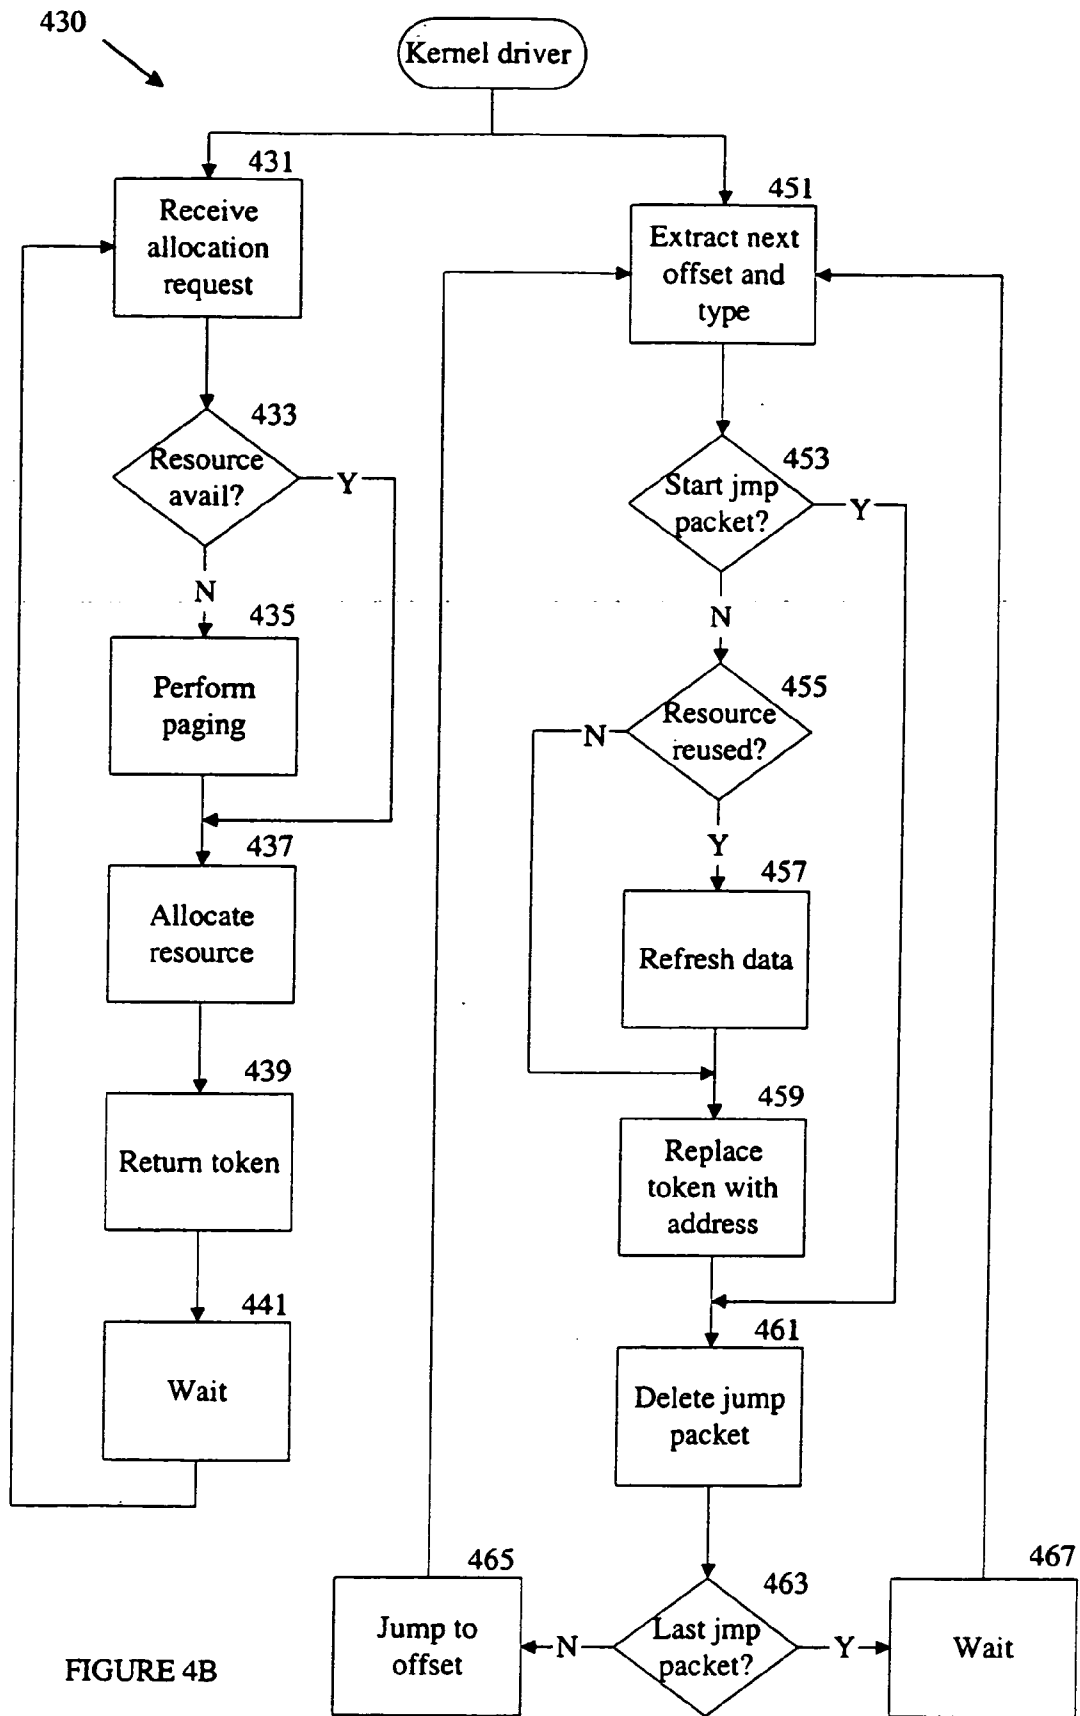 430
Kernel driver
431
Receive
allocation
request
433
Resource
avail?
Y
N
435
Perform
paging
437
Allocate
resource
439
Return token
441
Wait
451
Extract next
offset and
type
453
Start jmp
packet?
Y
N
455
Resource
reused?
N
Y
457
Refresh data
459
Replace
token with
address
461
Delete jump
packet
463
Last jmp
packet?
N
Y
465
Jump to
offset
467
Wait
FIGURE 4B